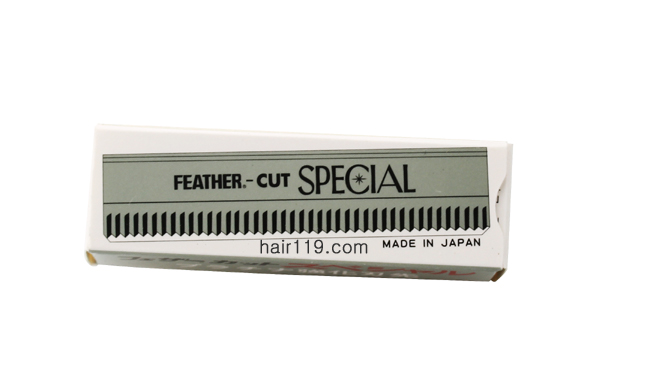 FEATHER®-CUT SPECIAL
hair119.com
MADE IN JAPAN